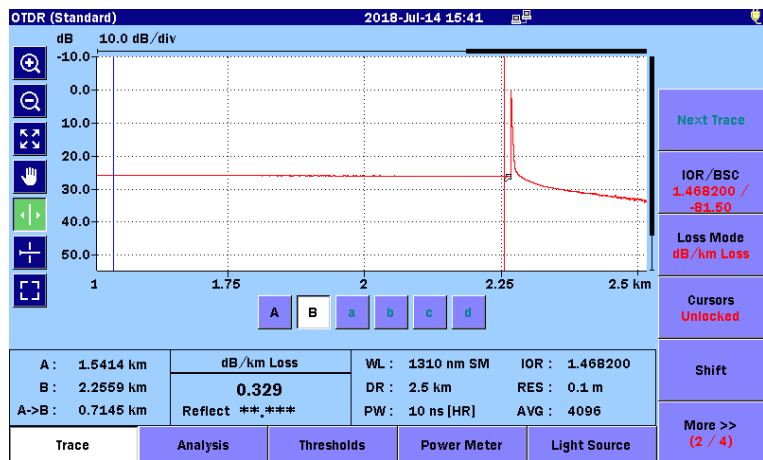 OTDR (Standard) 2018-Jul-14 15:41
dB 10.0 dB/div
-10.0
0.0
10.0
20.0
30.0
40.0
50.0
1 1.75 2 2.25 2.5 km
A B a b c d
A: 1.5414 km
B: 2.2559 km
A->B: 0.7145 km
dB/km Loss
0.329
Reflect **.***
WL: 1310 nm SM IOR: 1.468200
DR: 2.5 km RES: 0.1 m
PW: 10 ns [HR] AVG: 4096
Trace Analysis Thresholds Power Meter Light Source
Next Trace
IOR/BSC
1.468200 /
-81.50
Loss Mode
dB/km Loss
Cursors
Unlocked
Shift
More >>
(2 / 4)